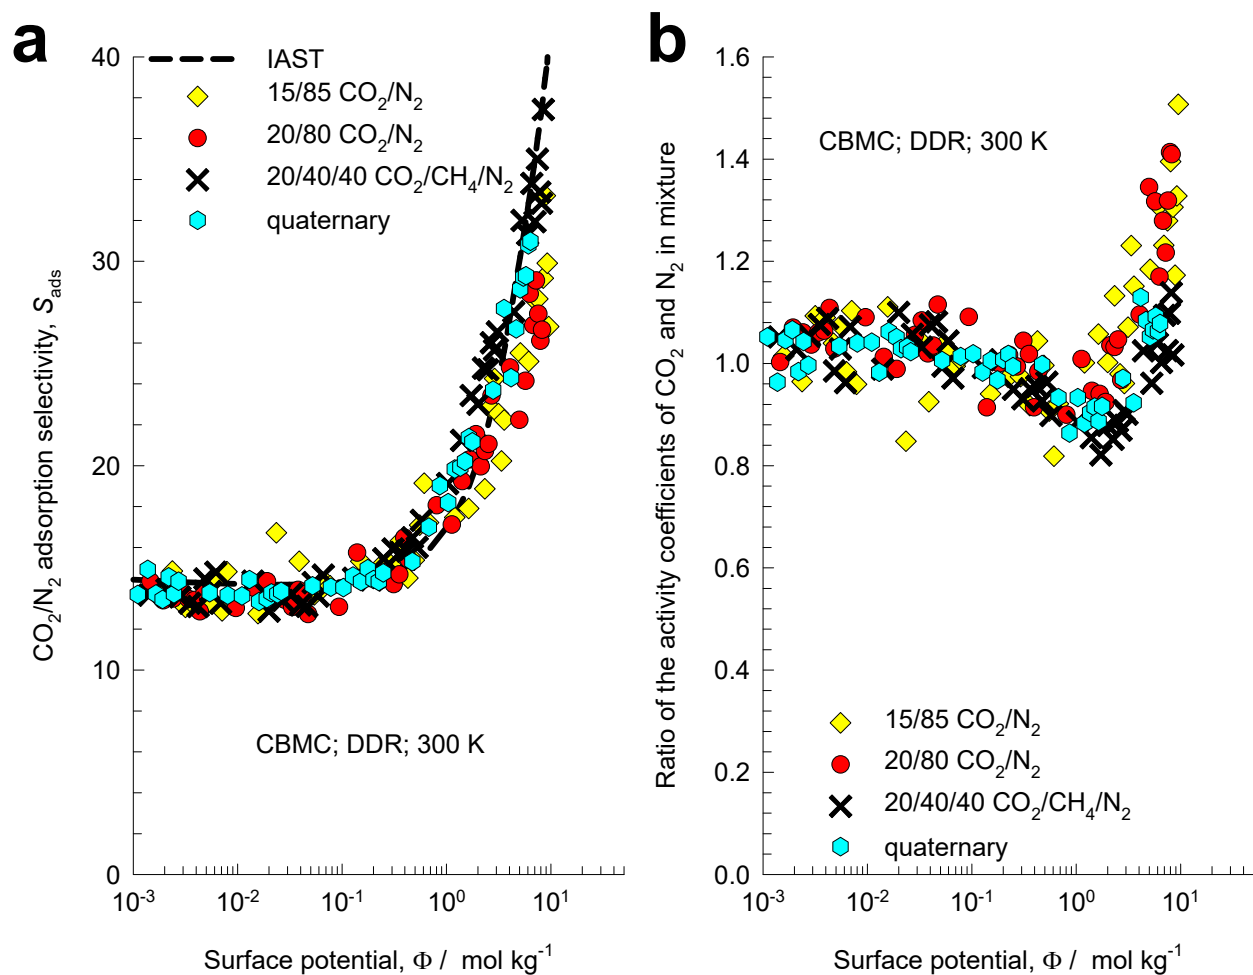 a
CO2/N2 adsorption selectivity, Sads
40
30
20
10
0
IAST
15/85 CO2/N2
20/80 CO2/N2
20/40/40 CO2/CH4/N2
quaternary
CBMC; DDR; 300 K
10-3
10-2
10-1
100
101
Surface potential, Φ / mol kg-1
b
Ratio of the activity coefficients of CO2 and N2 in mixture
1.6
1.4
1.2
1.0
0.8
0.6
0.4
0.2
0.0
CBMC; DDR; 300 K
15/85 CO2/N2
20/80 CO2/N2
20/40/40 CO2/CH4/N2
quaternary
10-3
10-2
10-1
100
101
Surface potential, Φ / mol kg-1